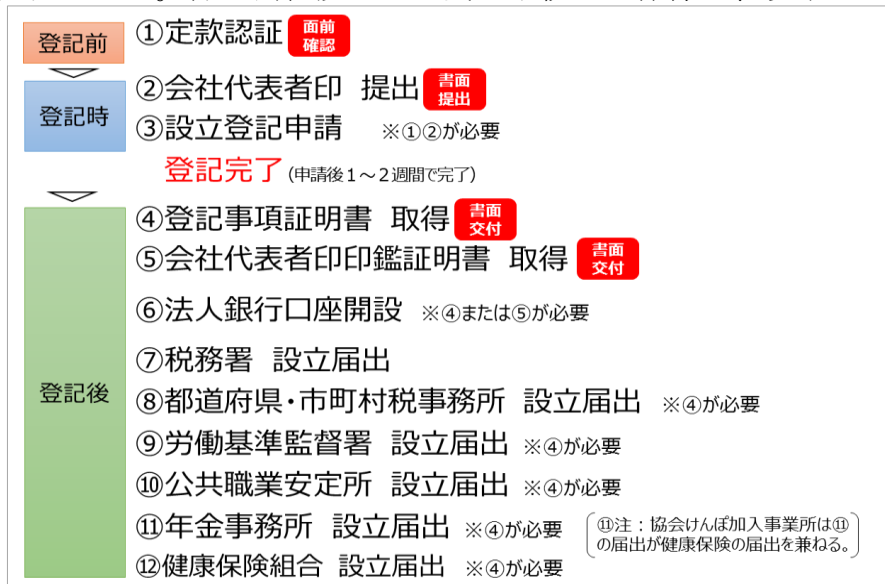 登記前
①定款認証 面前確認
登記時
②会社代表者印 提出 書面提出
③設立登記申請 ※①②が必要
登記完了(申請後1～2週間で完了)
登記後
④登記事項証明書 取得 書面交付
⑤会社代表者印印鑑証明書 取得 書面交付
⑥法人銀行口座開設 ※④または⑤が必要
⑦税務署 設立届出
⑧都道府県・市町村税事務所 設立届出 ※④が必要
⑨労働基準監督署 設立届出 ※④が必要
⑩公共職業安定所 設立届出 ※④が必要
⑪年金事務所 設立届出 ※④が必要
⑪注：協会けんぽ加入事業所は⑪
の届出が健康保険の届出を兼ねる。
⑫健康保険組合 設立届出 ※④が必要